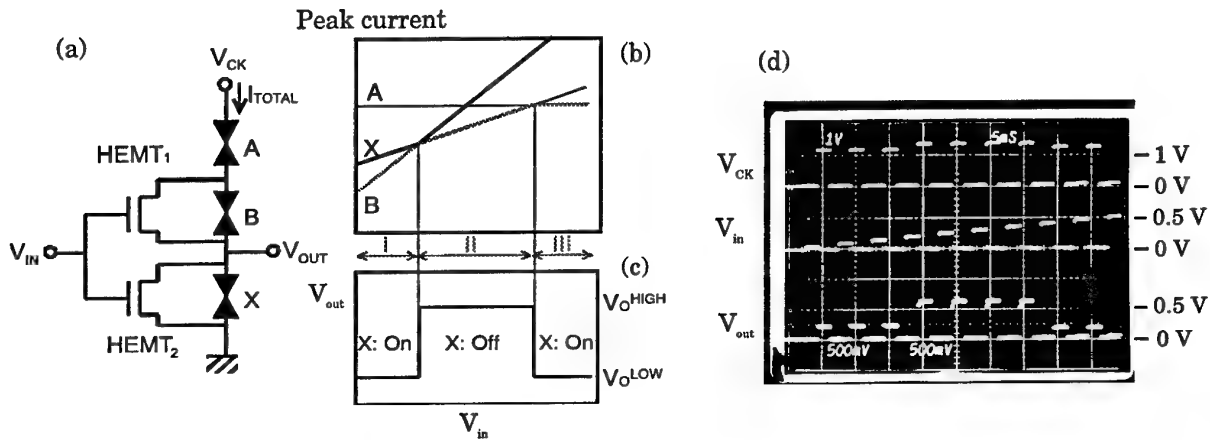 (a)
V_CK
I_TOTAL
A
HEMT₁
B
V_IN
V_OUT
X
HEMT₂
Peak current
(b)
A
X
B
I
II
III
(c)
V_out
V_O^HIGH
X: On
X: Off
X: On
V_O^LOW
V_in
(d)
1V
5mS
V_CK
1 V
0 V
V_in
0.5 V
0 V
V_out
0.5 V
0 V
500mV
500mV